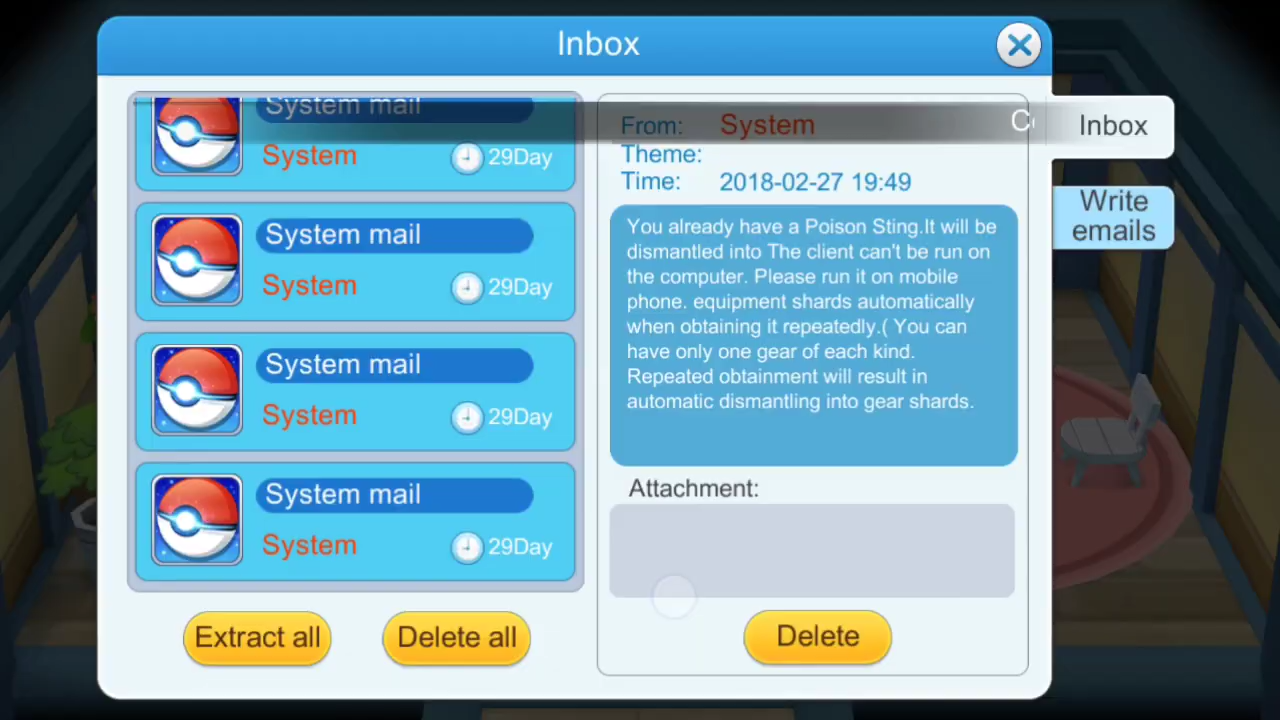 Inbox
System mail
System
29Day
System mail
System
29Day
System mail
System
29Day
System mail
System
29Day
Extract all
Delete all
From: System
Theme:
Time: 2018-02-27 19:49
You already have a Poison Sting.It will be
dismantled into The client can't be run on
the computer. Please run it on mobile
phone. equipment shards automatically
when obtaining it repeatedly.( You can
have only one gear of each kind.
Repeated obtainment will result in
automatic dismantling into gear shards.
Attachment:
Delete
Inbox
Write
emails